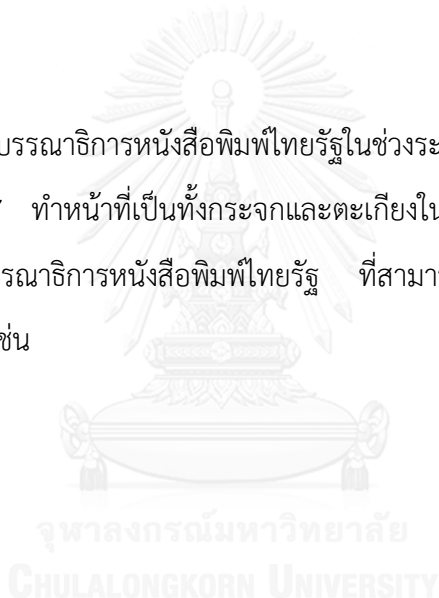 บรรณาธิการหนังสือพิมพ์ไทยรัฐในช่วงระ
ทำหน้าที่เป็นทั้งกระจกและตะเกียงใน
รรณาธิการหนังสือพิมพ์ไทยรัฐ ที่สามา
ช่น
จุฬาลงกรณ์มหาวิทยาลัย
CHULALONGKORN UNIVERSITY